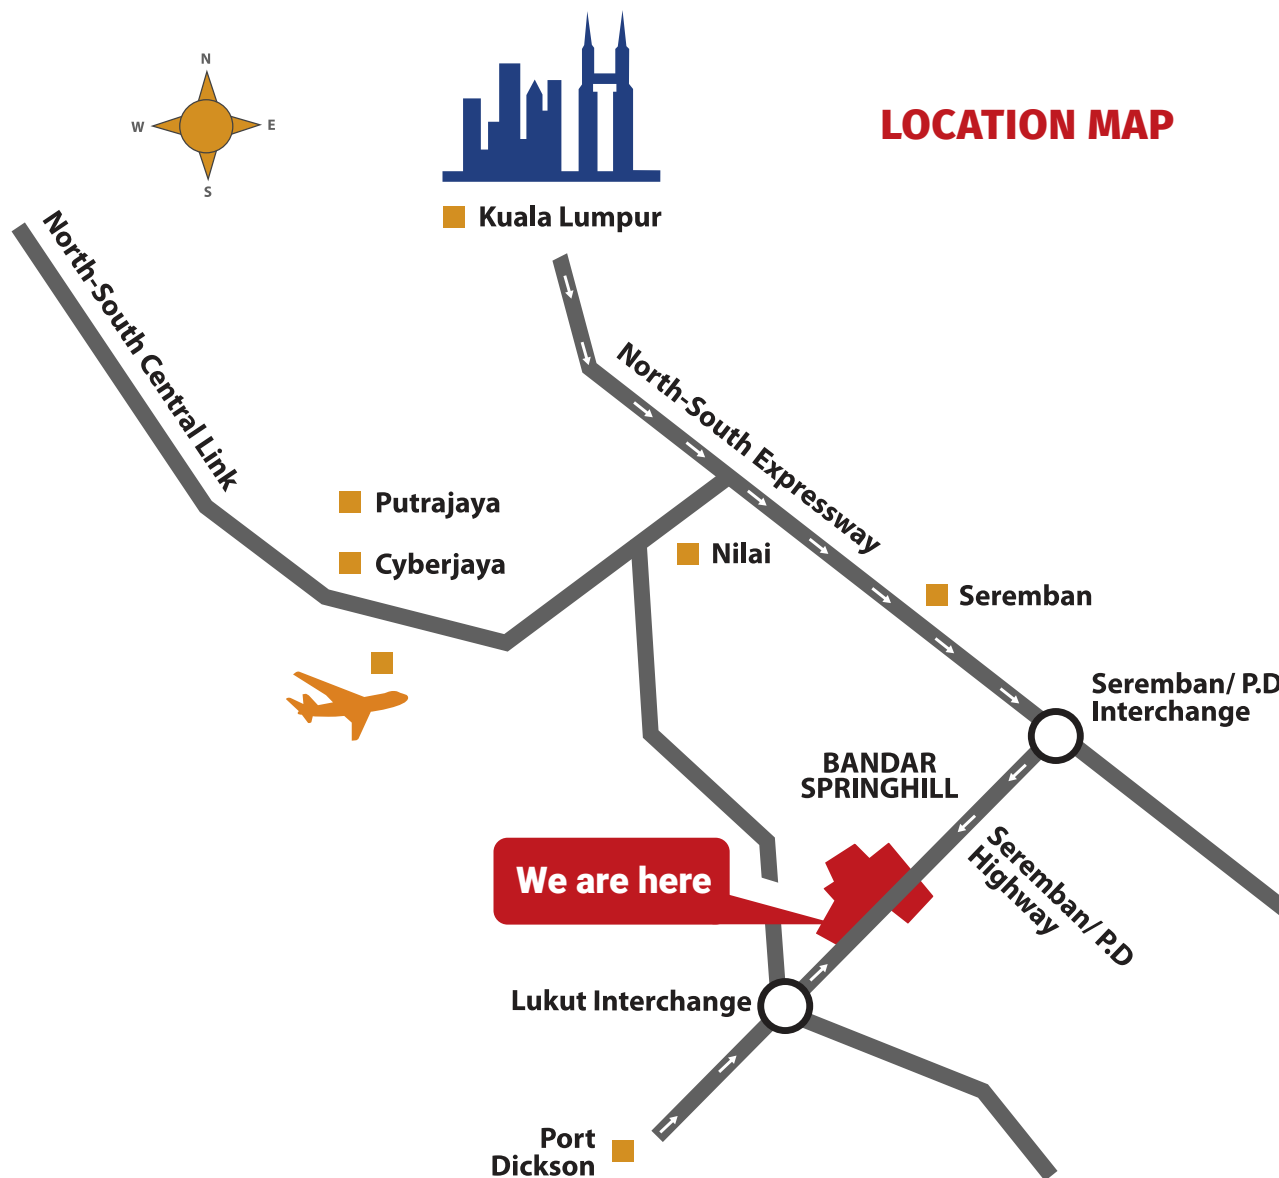 N
W
E
S
LOCATION MAP
Kuala Lumpur
North-South Central Link
North-South Expressway
Putrajaya
Cyberjaya
Nilai
Seremban
Seremban/ P.D
Interchange
BANDAR
SPRINGHILL
Seremban/ P.D
Highway
We are here
Lukut Interchange
Port
Dickson